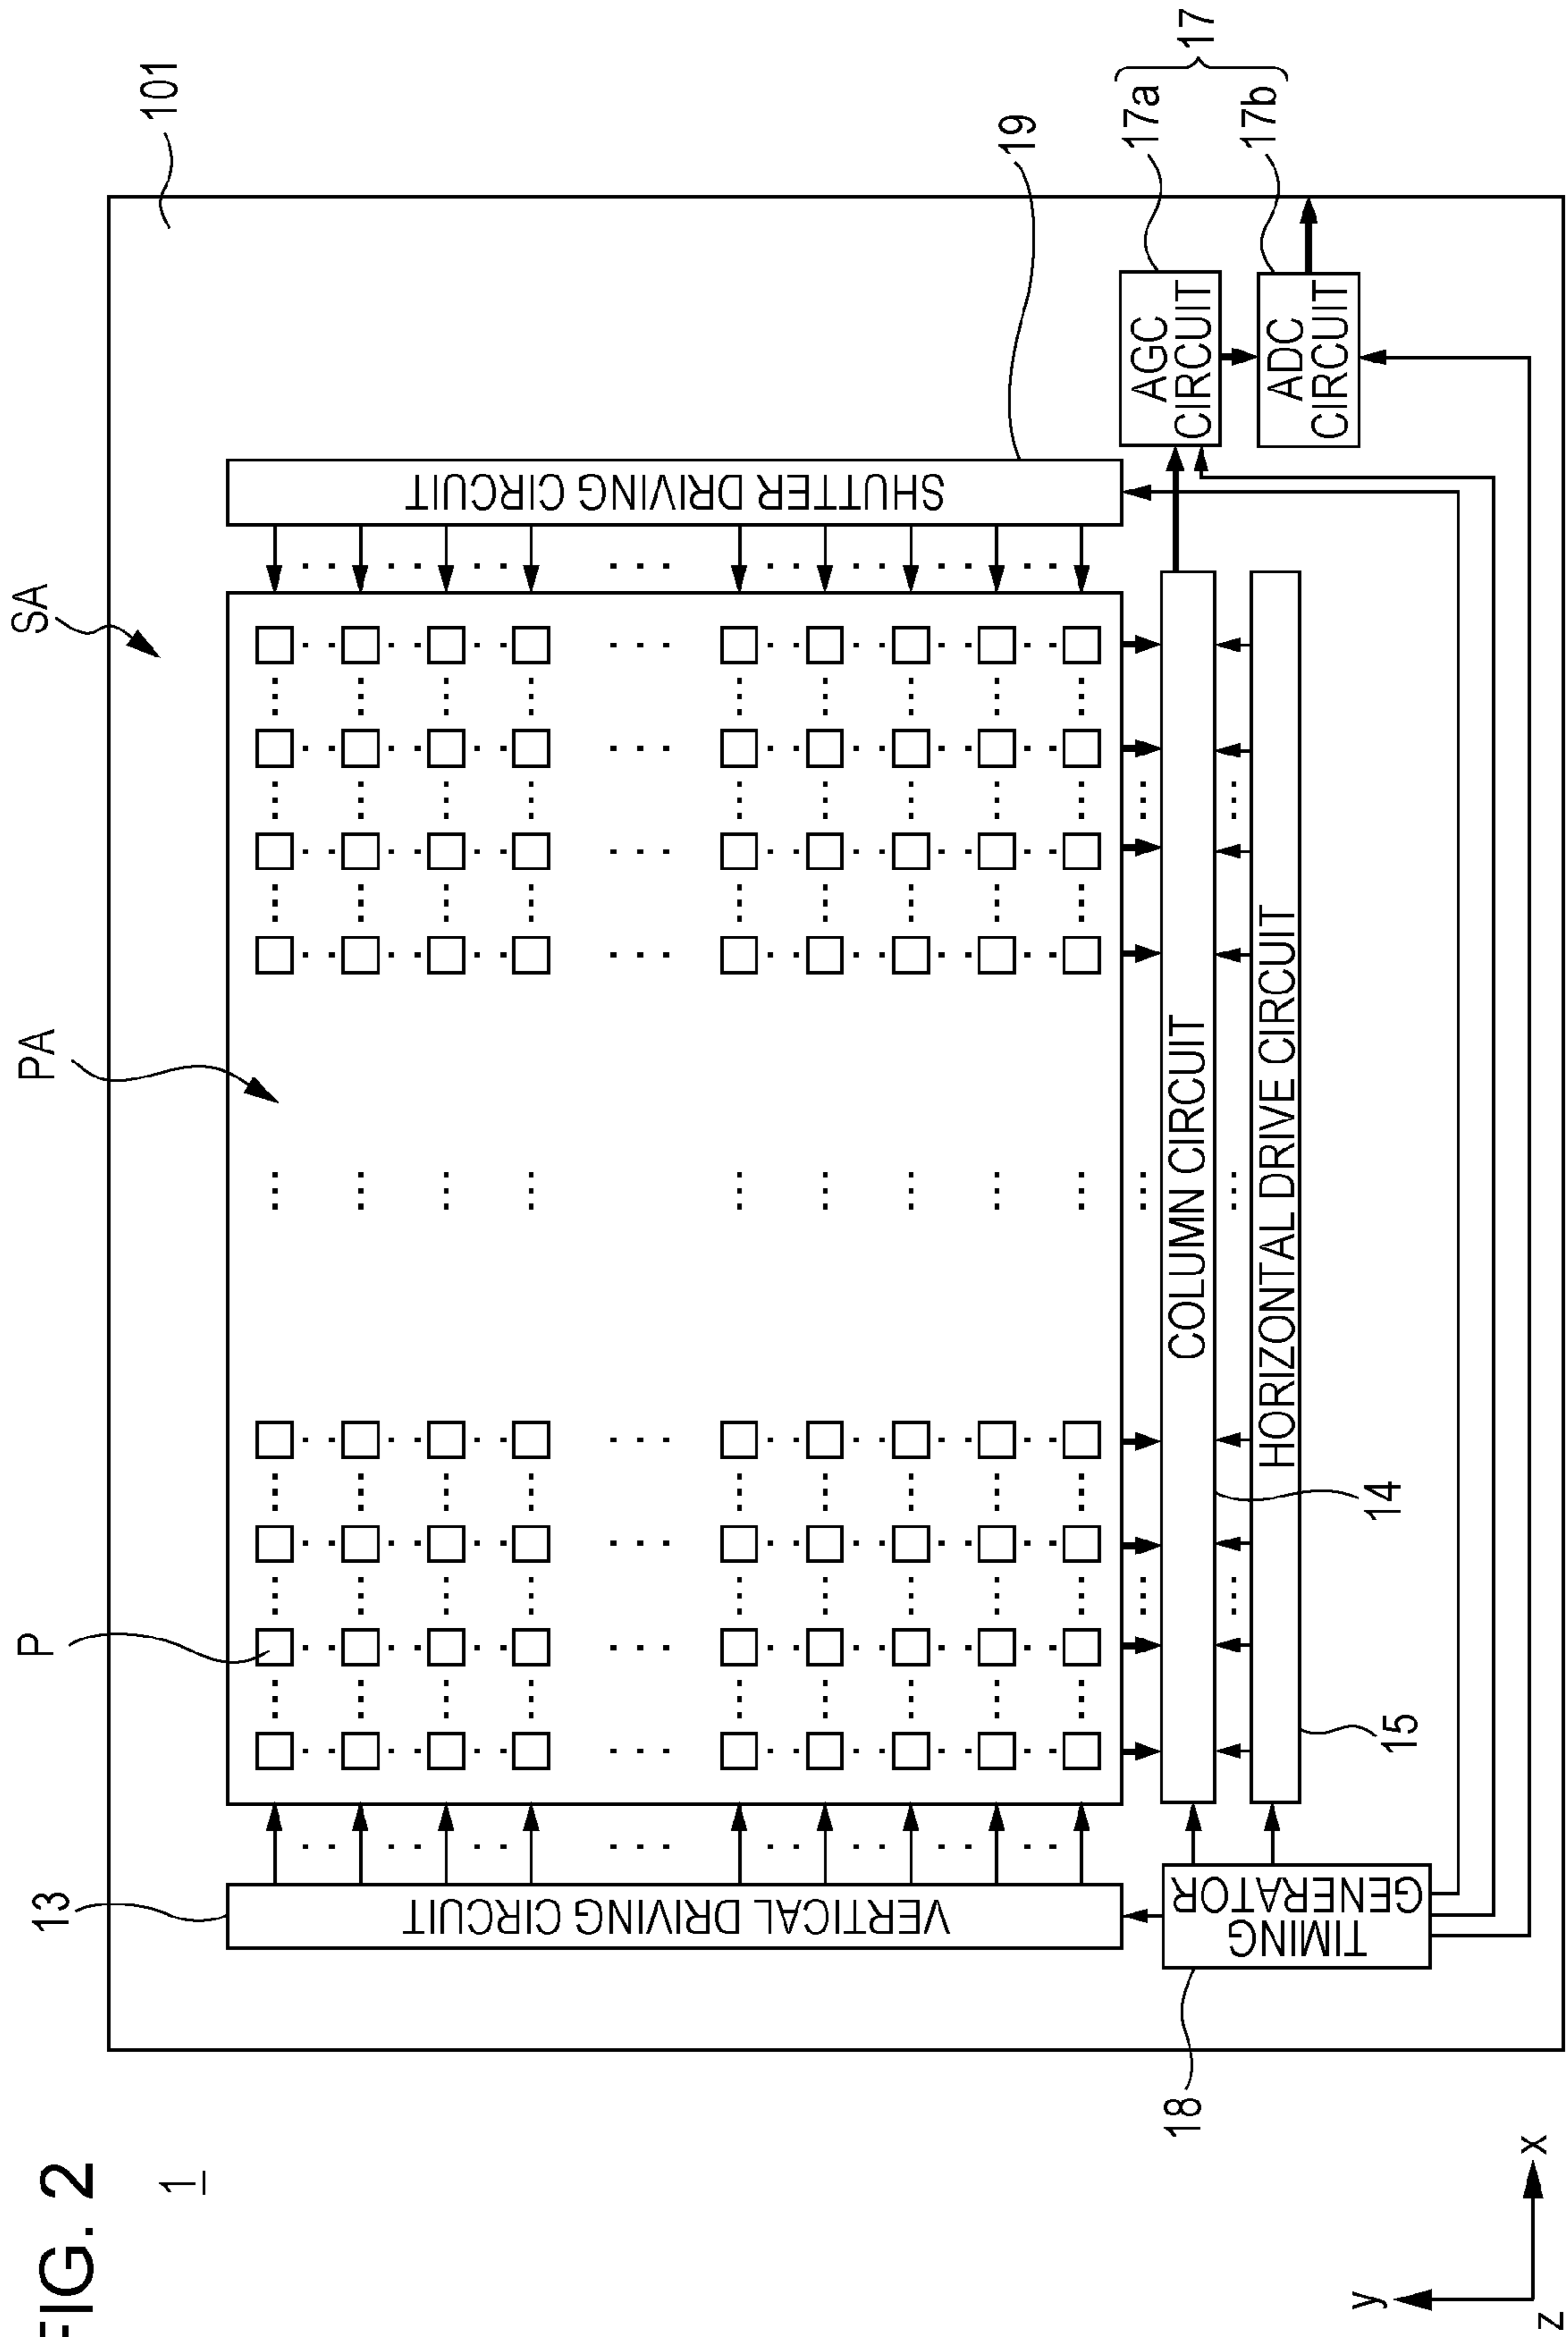 FIG. 2
1
SA
PA
P
101
13
VERTICAL DRIVING CIRCUIT
SHUTTER DRIVING CIRCUIT
19
17
17a
17b
AGC
CIRCUIT
ADC
CIRCUIT
COLUMN CIRCUIT
14
HORIZONTAL DRIVE CIRCUIT
15
TIMING
GENERATOR
18
y
z
x